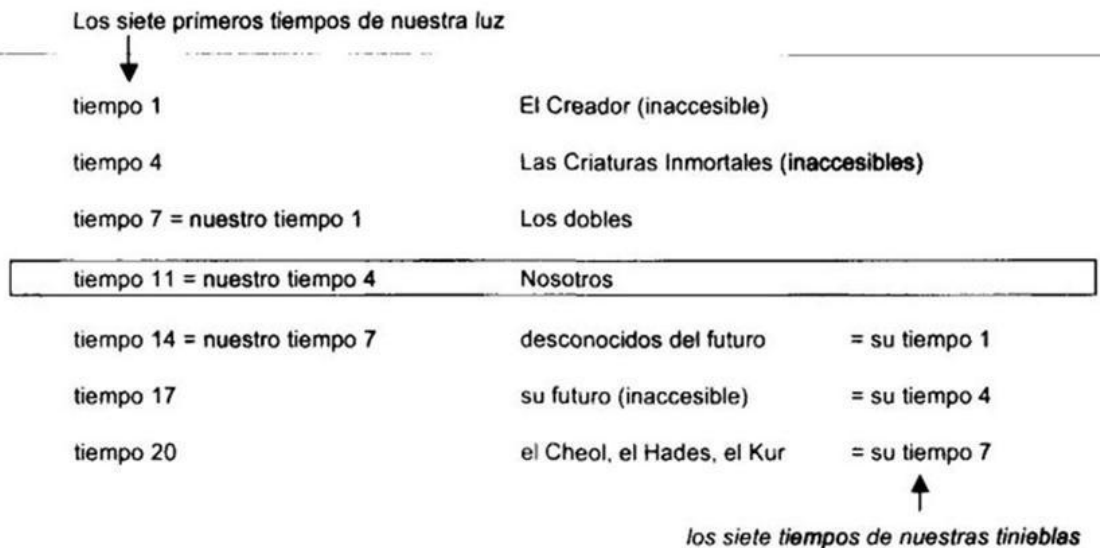 Los siete primeros tiempos de nuestra luz
tiempo 1 El Creador (inaccesible)
tiempo 4 Las Criaturas Inmortales (inaccesibles)
tiempo 7 = nuestro tiempo 1 Los dobles
tiempo 11 = nuestro tiempo 4 Nosotros
tiempo 14 = nuestro tiempo 7 desconocidos del futuro = su tiempo 1
tiempo 17 su futuro (inaccesible) = su tiempo 4
tiempo 20 el Cheol, el Hades, el Kur = su tiempo 7
los siete tiempos de nuestras tinieblas